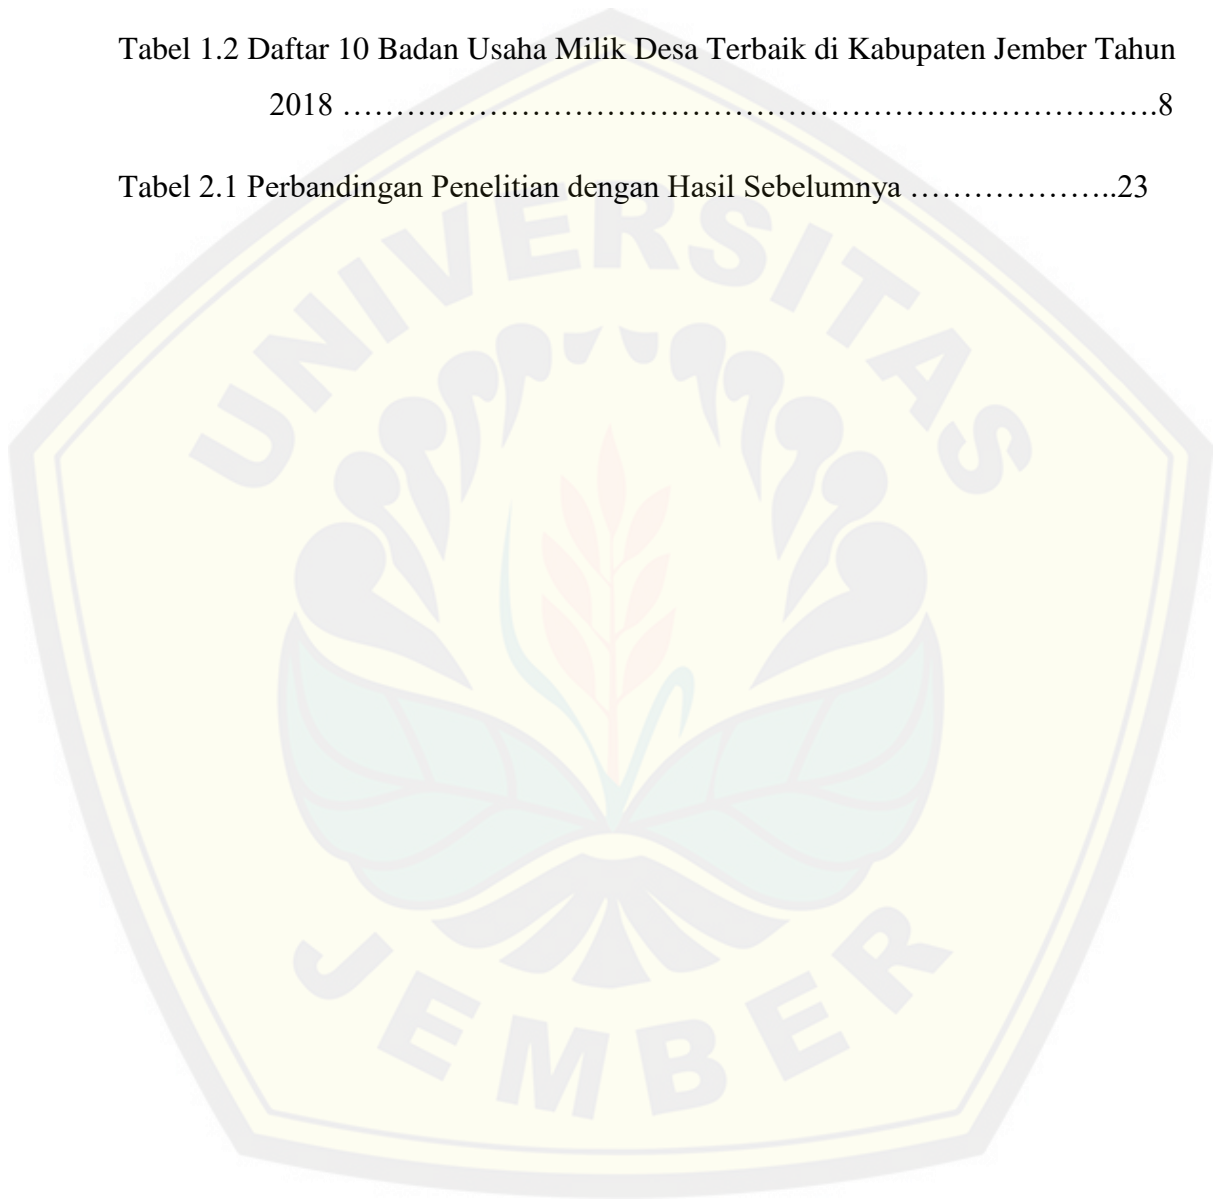 Tabel 1.2 Daftar 10 Badan Usaha Milik Desa Terbaik di Kabupaten Jember Tahun
2018 ……….……………………………………………………………….8
Tabel 2.1 Perbandingan Penelitian dengan Hasil Sebelumnya ………………..23
UNIVERSITAS
JEMBER